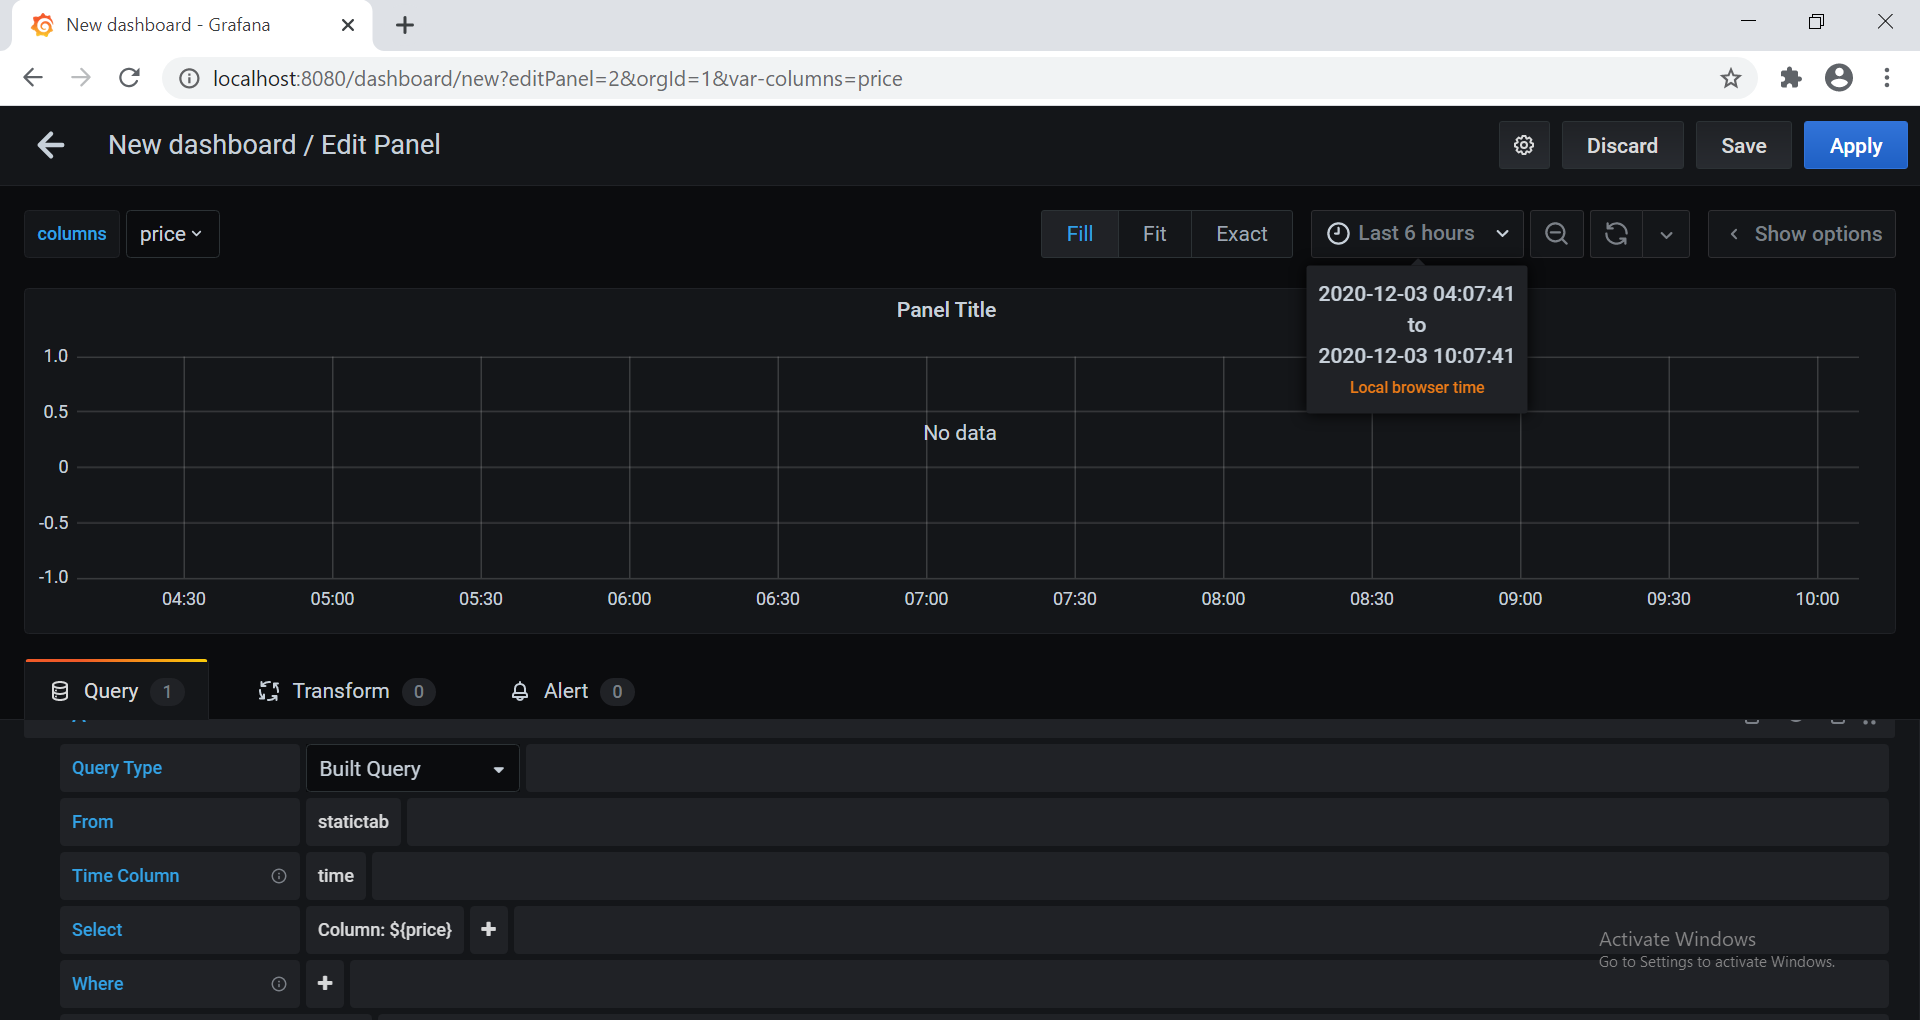 New dashboard - Grafana
localhost:8080/dashboard/new?editPanel=2&orgId=1&var-columns=price
New dashboard / Edit Panel
Discard
Save
Apply
columns
price
Fill
Fit
Exact
Last 6 hours
Show options
2020-12-03 04:07:41
to
2020-12-03 10:07:41
Local browser time
Panel Title
1.0
0.5
0
-0.5
-1.0
No data
04:30
05:00
05:30
06:00
06:30
07:00
07:30
08:00
08:30
09:00
09:30
10:00
Query 1
Transform 0
Alert 0
Query Type
Built Query
From
statictab
Time Column
time
Select
Column: ${price}
Where
Activate Windows
Go to Settings to activate Windows.